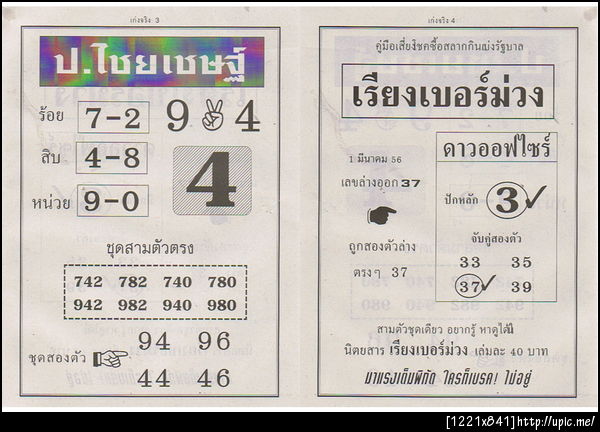 เก่งจริง 3
ป.ไชยเชษฐ์
ร้อย 7-2 9 4
สิบ 4-8
4
หน่วย 9-0
ชุดสามตัวตรง
742 782 740 780
942 982 940 980
ชุดสองตัว 94 96
44 46
เก่งจริง 4
คู่มือเสี่ยงโชคซื้อสลากกินแบ่งรัฐบาล
เรียงเบอร์ม่วง
1 มีนาคม 56
เลขล่างออก 37
ถูกสองตัวล่าง
ตรงๆ 37
ดาวออฟไซร์
ปักหลัก 3
จับคู่สองตัว
33 35
37 39
สามตัวชุดเดียว อยากรู้ หาดูได้ที่
นิตยสาร เรียงเบอร์ม่วง เล่มละ 40 บาท
มาแรงเต็มพิกัด ใครก็เบรค! ไม่อยู่
[1221x841]http://upic.me/